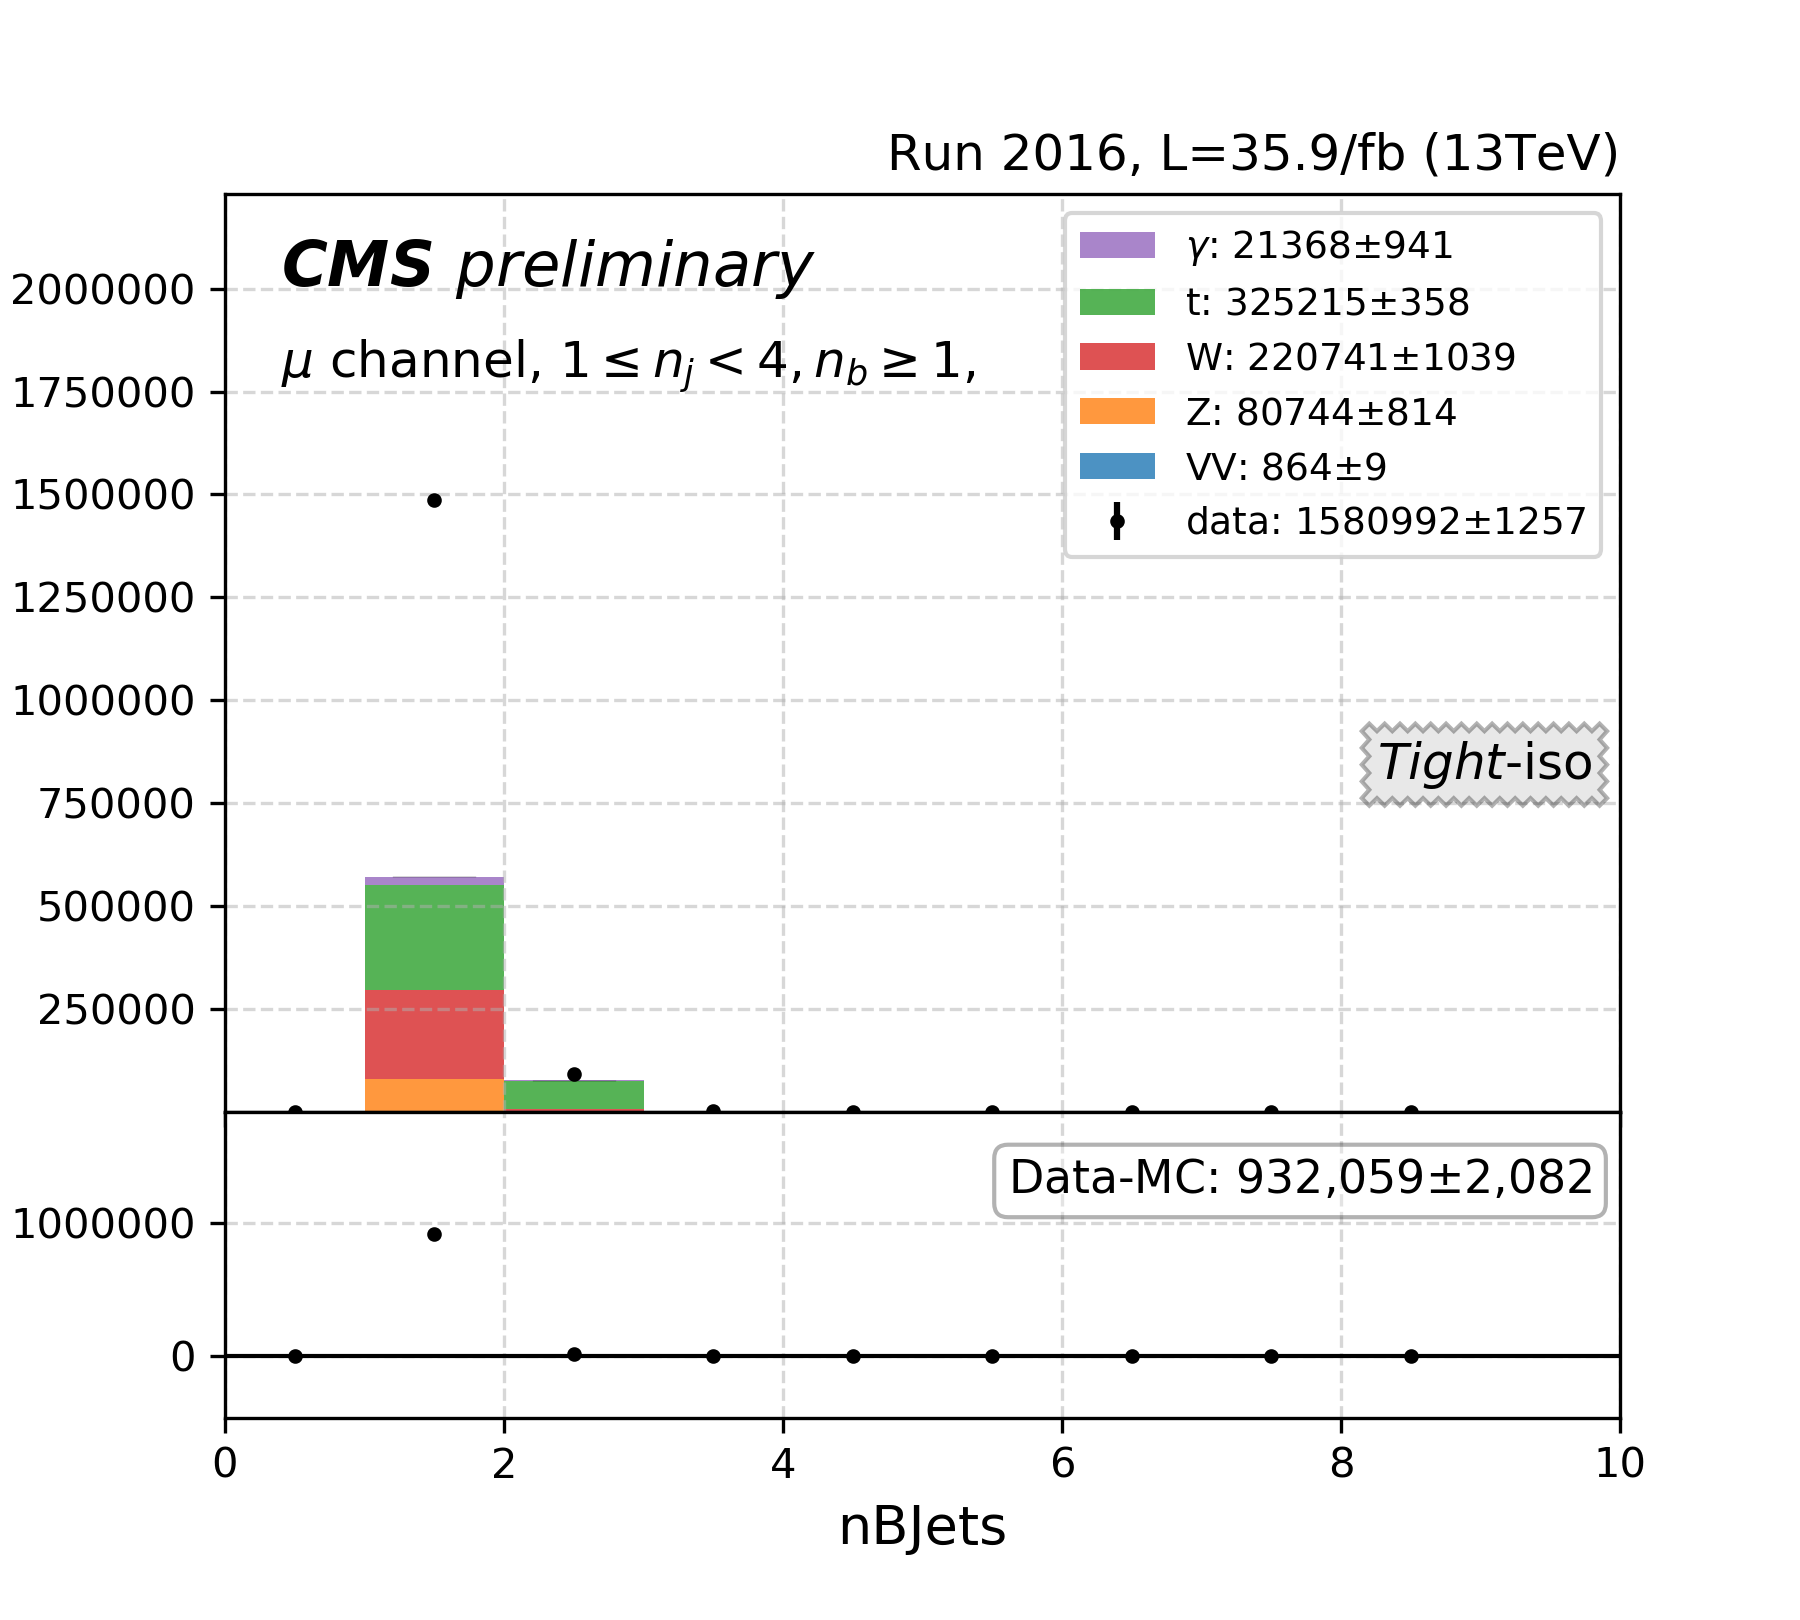 Run 2016, L=35.9/fb (13TeV)
CMS preliminary
μ channel, 1 ≤ n_j < 4, n_b ≥ 1,
γ: 21368±941
t: 325215±358
W: 220741±1039
Z: 80744±814
VV: 864±9
data: 1580992±1257
2000000
1750000
1500000
1250000
1000000
750000
500000
250000
Tight-iso
Data-MC: 932,059±2,082
1000000
0
0 2 4 6 8 10
nBJets